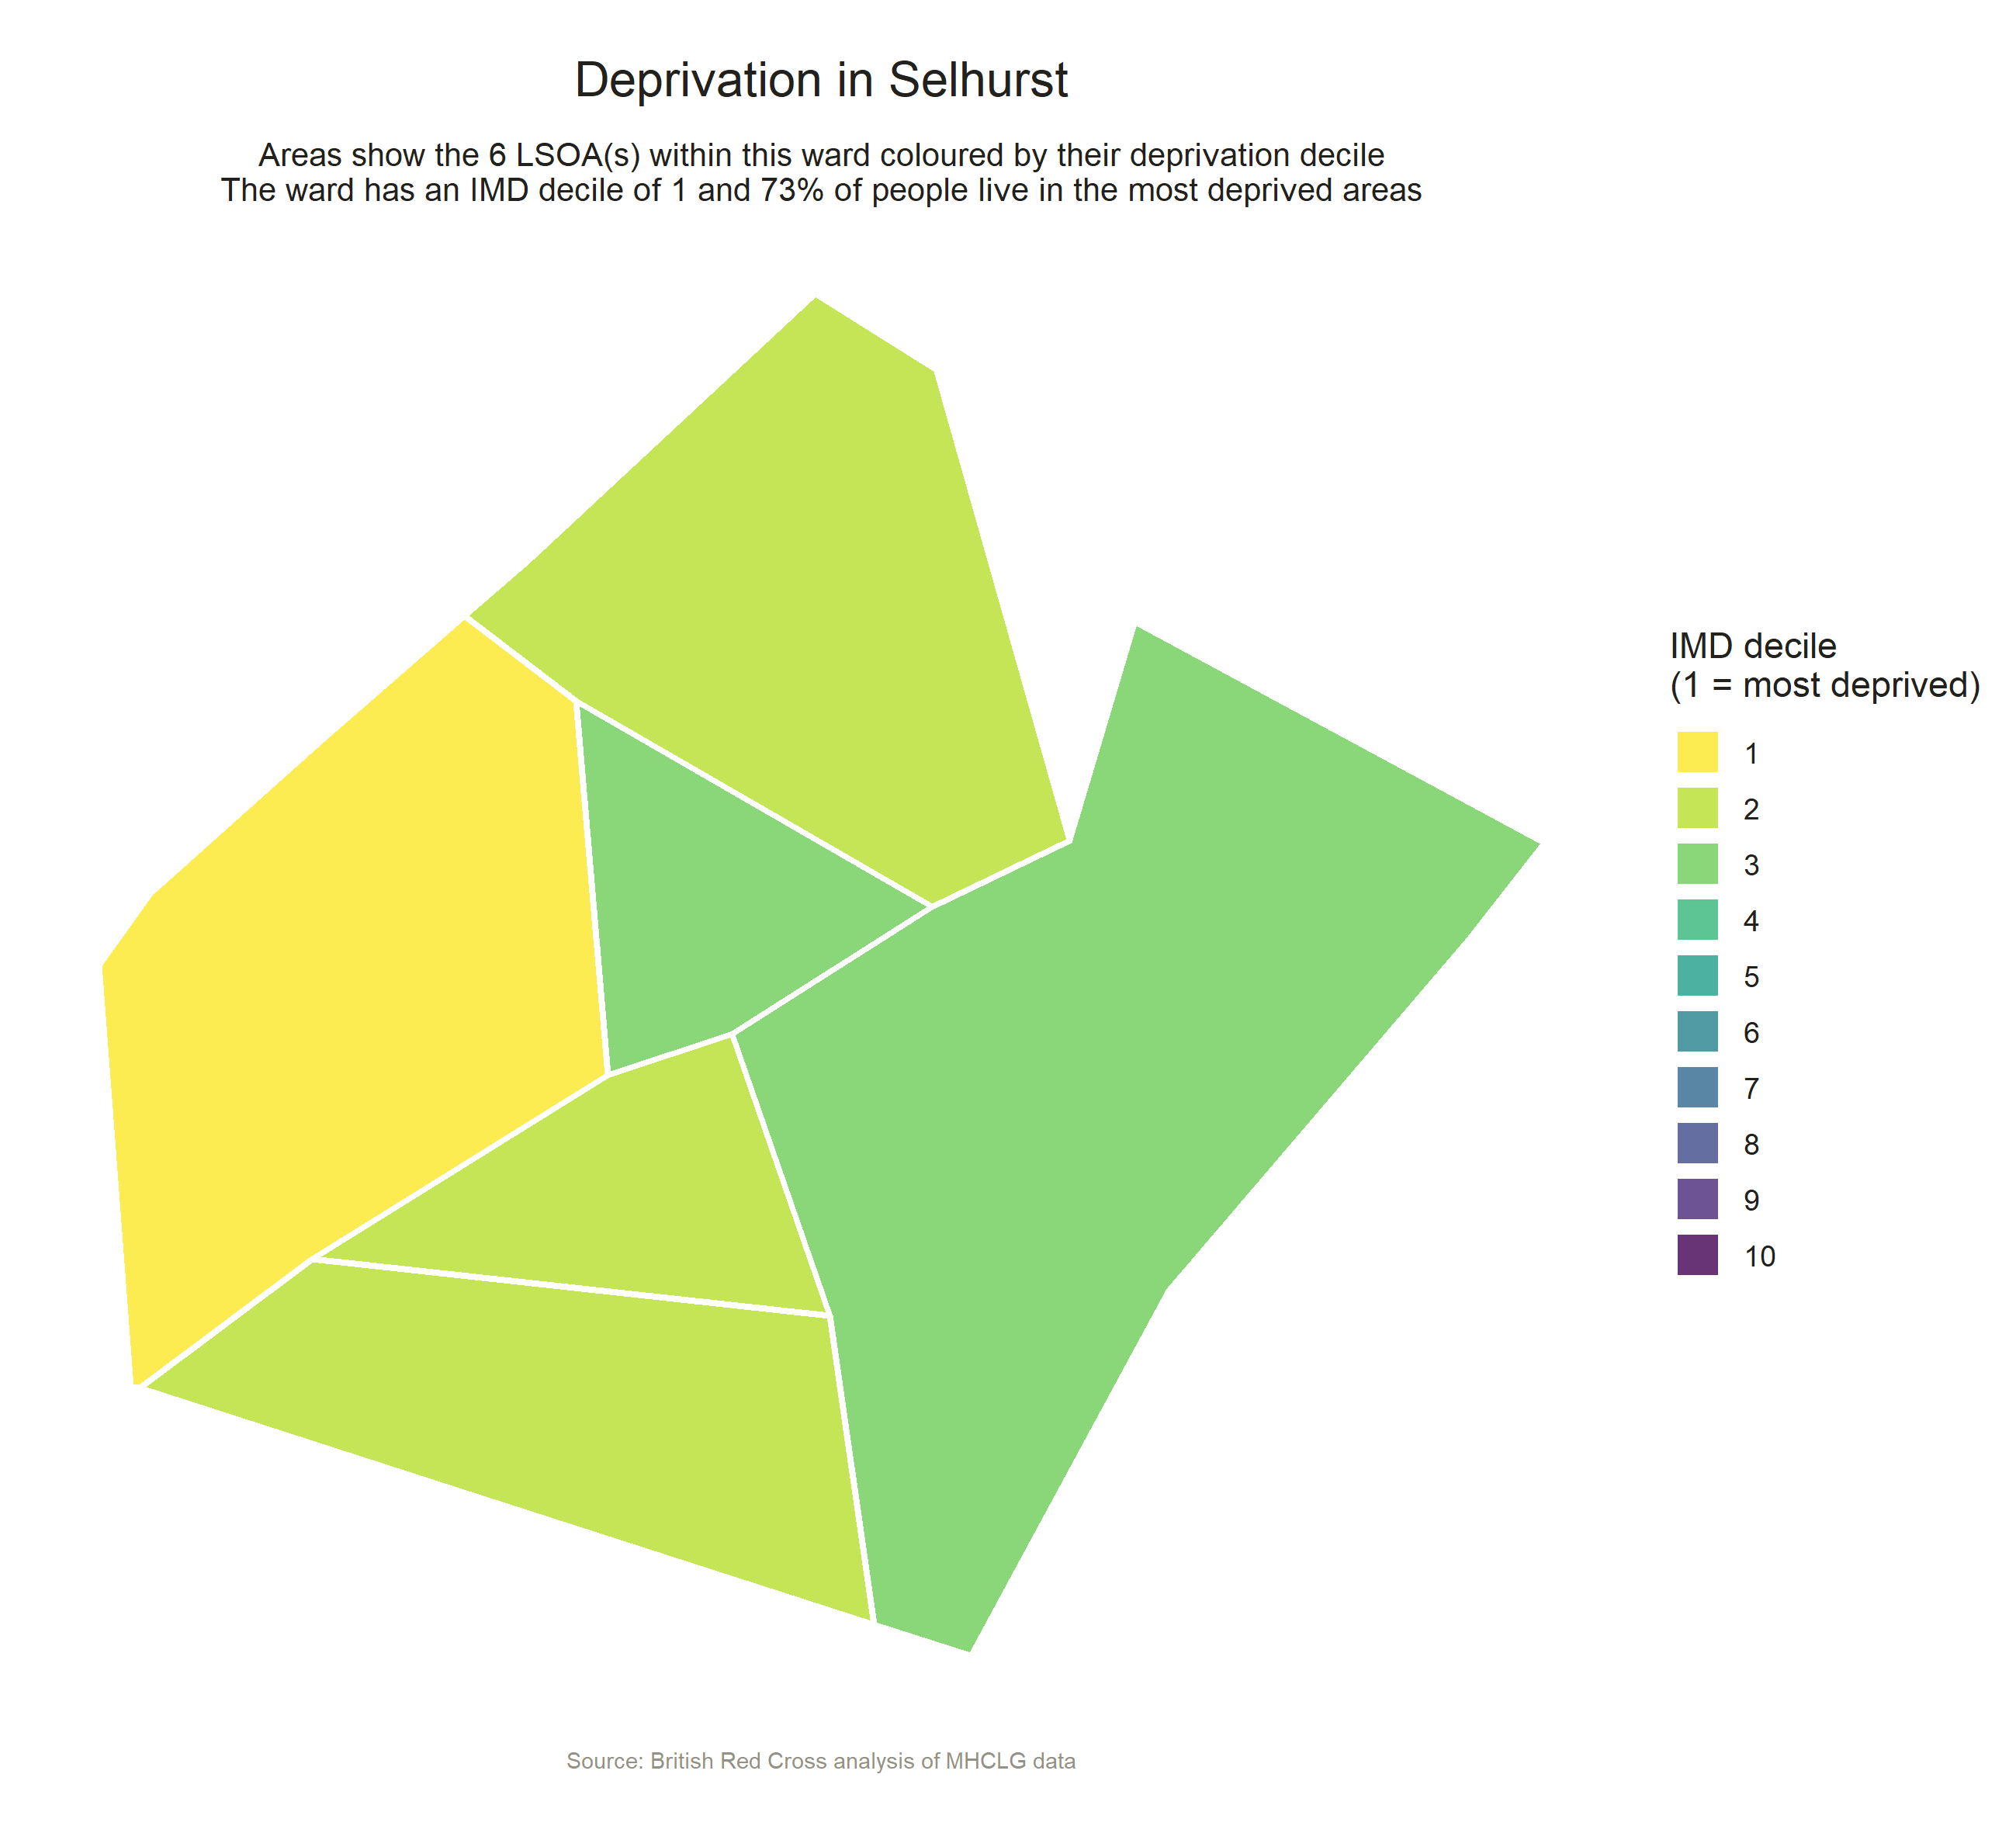 Deprivation in Selhurst
Areas show the 6 LSOA(s) within this ward coloured by their deprivation decile
The ward has an IMD decile of 1 and 73% of people live in the most deprived areas
IMD decile
(1 = most deprived)
1
2
3
4
5
6
7
8
9
10
Source: British Red Cross analysis of MHCLG data